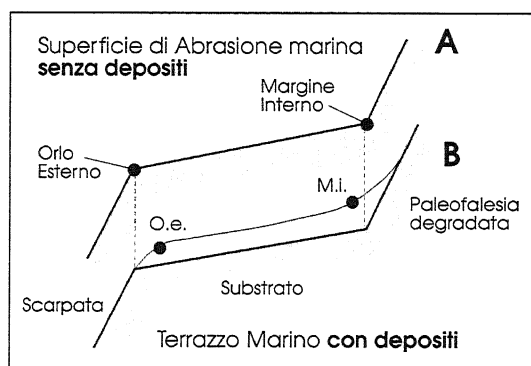 Superficie di Abrasione marina
senza depositi
A
Margine
Interno
Orlo
Esterno
B
M.i.
Paleofalesia
degradata
O.e.
Substrato
Scarpata
Terrazzo Marino con depositi